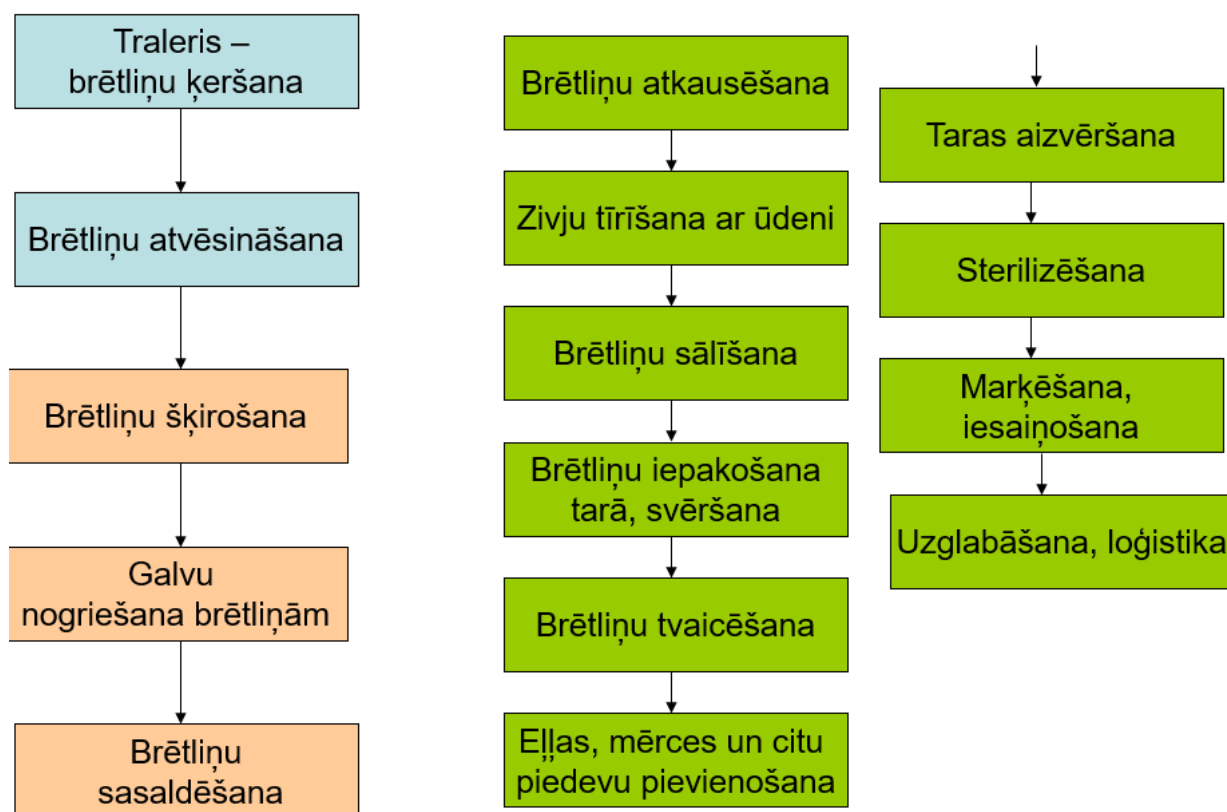 Traleris –
brētliņu ķeršana
Brētliņu atvēsināšana
Brētliņu šķirošana
Galvu
nogriešana brētliņām
Brētliņu
sasaldēšana
Brētliņu atkausēšana
Zivju tīrīšana ar ūdeni
Brētliņu sālīšana
Brētliņu iepakošana
tarā, svēršana
Brētliņu tvaicēšana
Eļļas, mērces un citu
piedevu pievienošana
Taras aizvēršana
Sterilizēšana
Marķēšana,
iesaiņošana
Uzglabāšana, loģistika